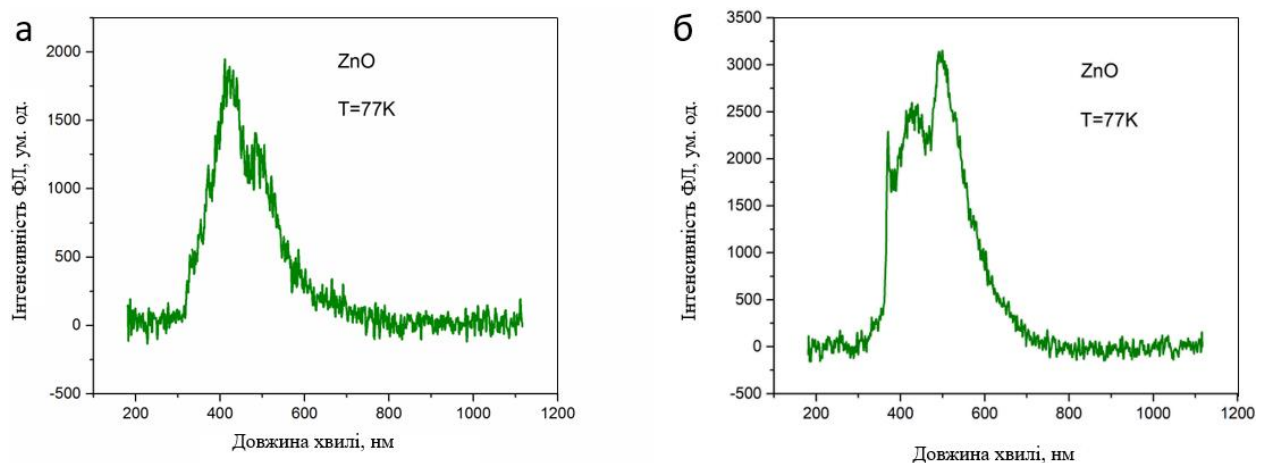 а
ZnO
T=77K
Інтенсивність ФЛ, ум. од.
2000
1500
1000
500
0
-500
200 400 600 800 1000 1200
Довжина хвилі, нм
б
ZnO
T=77K
Інтенсивність ФЛ, ум. од.
3500
3000
2500
3000
1500
1000
500
0
-500
200 400 600 800 1000 1200
Довжина хвилі, нм